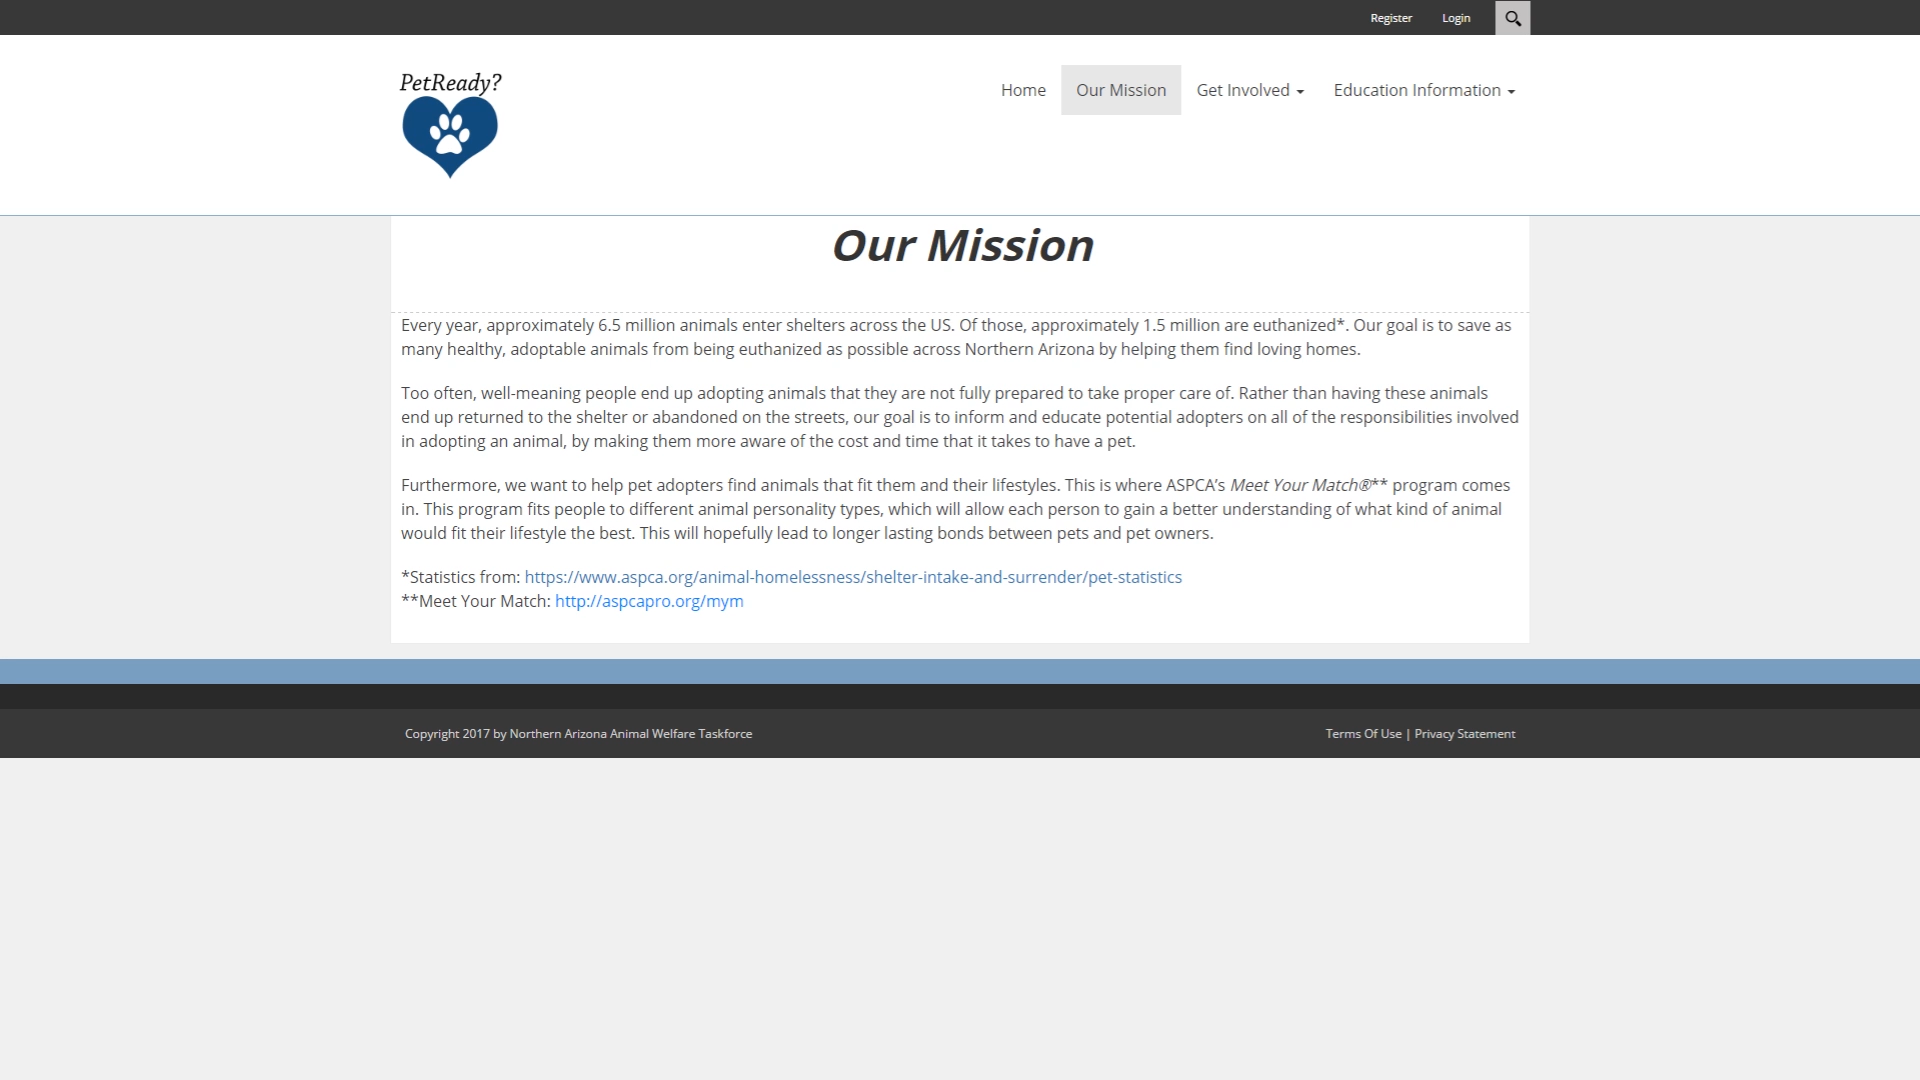 Register Login
PetReady?
Home Our Mission Get Involved Education Information
Our Mission
Every year, approximately 6.5 million animals enter shelters across the US. Of those, approximately 1.5 million are euthanized*. Our goal is to save as
many healthy, adoptable animals from being euthanized as possible across Northern Arizona by helping them find loving homes.
Too often, well-meaning people end up adopting animals that they are not fully prepared to take proper care of. Rather than having these animals
end up returned to the shelter or abandoned on the streets, our goal is to inform and educate potential adopters on all of the responsibilities involved
in adopting an animal, by making them more aware of the cost and time that it takes to have a pet.
Furthermore, we want to help pet adopters find animals that fit them and their lifestyles. This is where ASPCA’s Meet Your Match®** program comes
in. This program fits people to different animal personality types, which will allow each person to gain a better understanding of what kind of animal
would fit their lifestyle the best. This will hopefully lead to longer lasting bonds between pets and pet owners.
*Statistics from: https://www.aspca.org/animal-homelessness/shelter-intake-and-surrender/pet-statistics
**Meet Your Match: http://aspcapro.org/mym
Copyright 2017 by Northern Arizona Animal Welfare Taskforce
Terms Of Use | Privacy Statement